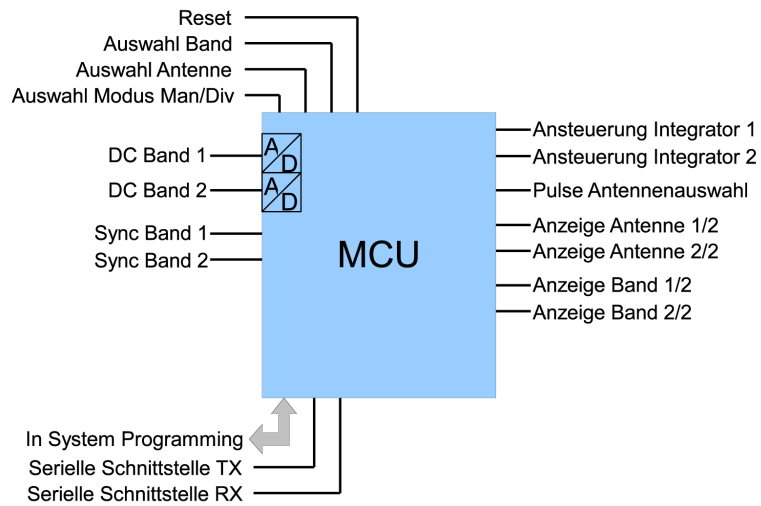 Reset
Auswahl Band
Auswahl Antenne
Auswahl Modus Man/Div
DC Band 1
A
D
DC Band 2
A
D
Sync Band 1
Sync Band 2
MCU
Ansteuerung Integrator 1
Ansteuerung Integrator 2
Pulse Antennenauswahl
Anzeige Antenne 1/2
Anzeige Antenne 2/2
Anzeige Band 1/2
Anzeige Band 2/2
In System Programming
Serielle Schnittstelle TX
Serielle Schnittstelle RX